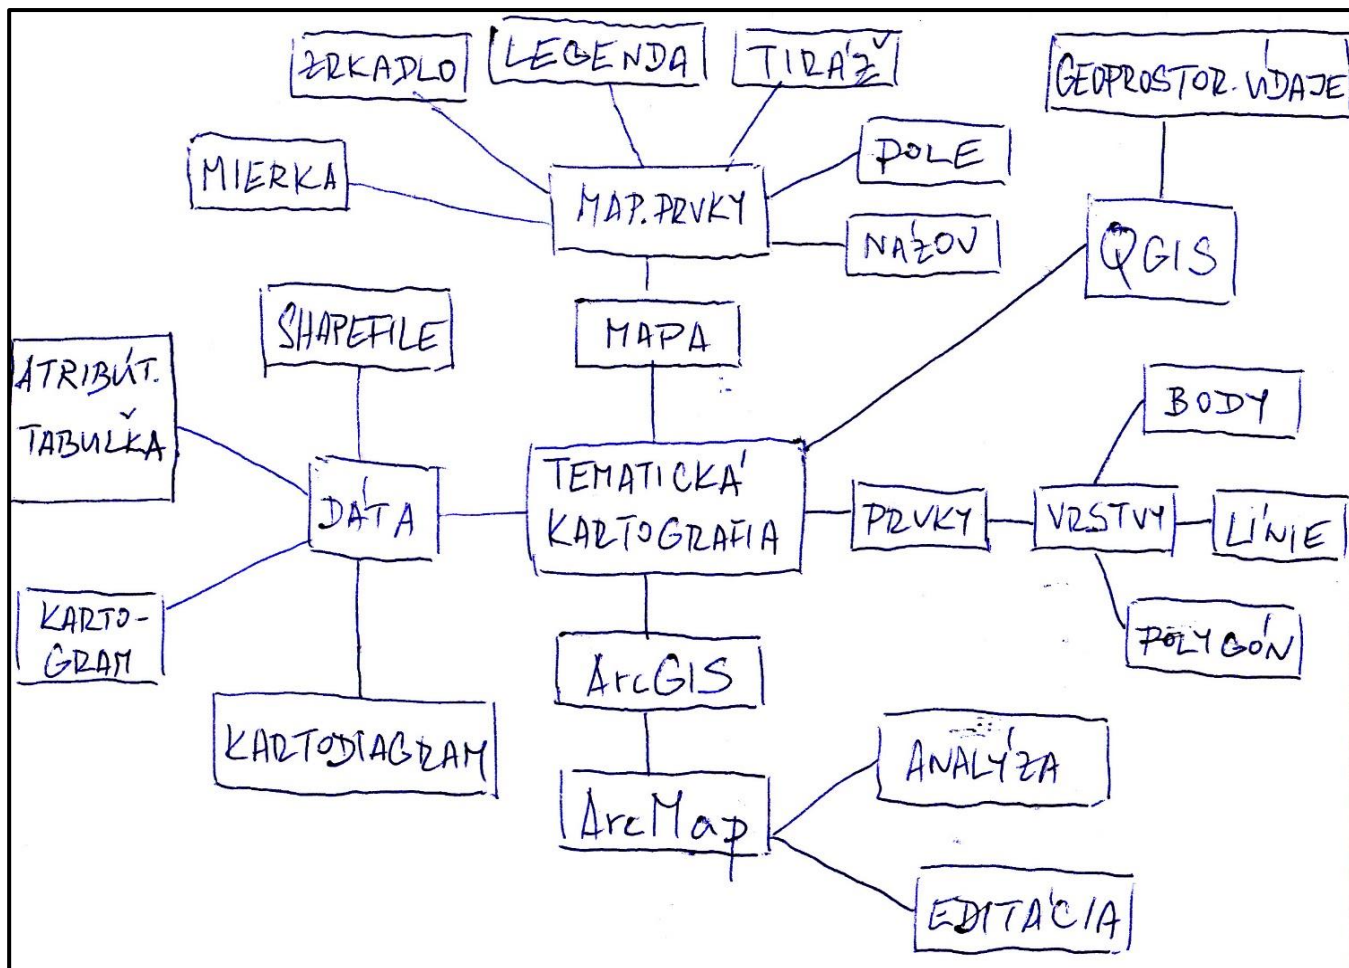 ZRKADLO
LEGENDA
TIRÁŽ
GEOPROSTOR. ÚDAJE
MIERKA
MAP. PRVKY
POLE
NÁZOV
QGIS
SHAPEFILE
MAPA
ATRIBÚT.
TABUĽKA
BODY
DÁTA
TEMATICKÁ
KARTOGRAFIA
PRVKY
VRSTVY
LÍNIE
KARTO-
GRAM
POLYGÓN
ArcGIS
KARTODIAGRAM
ANALÝZA
ArcMap
EDITÁCIA